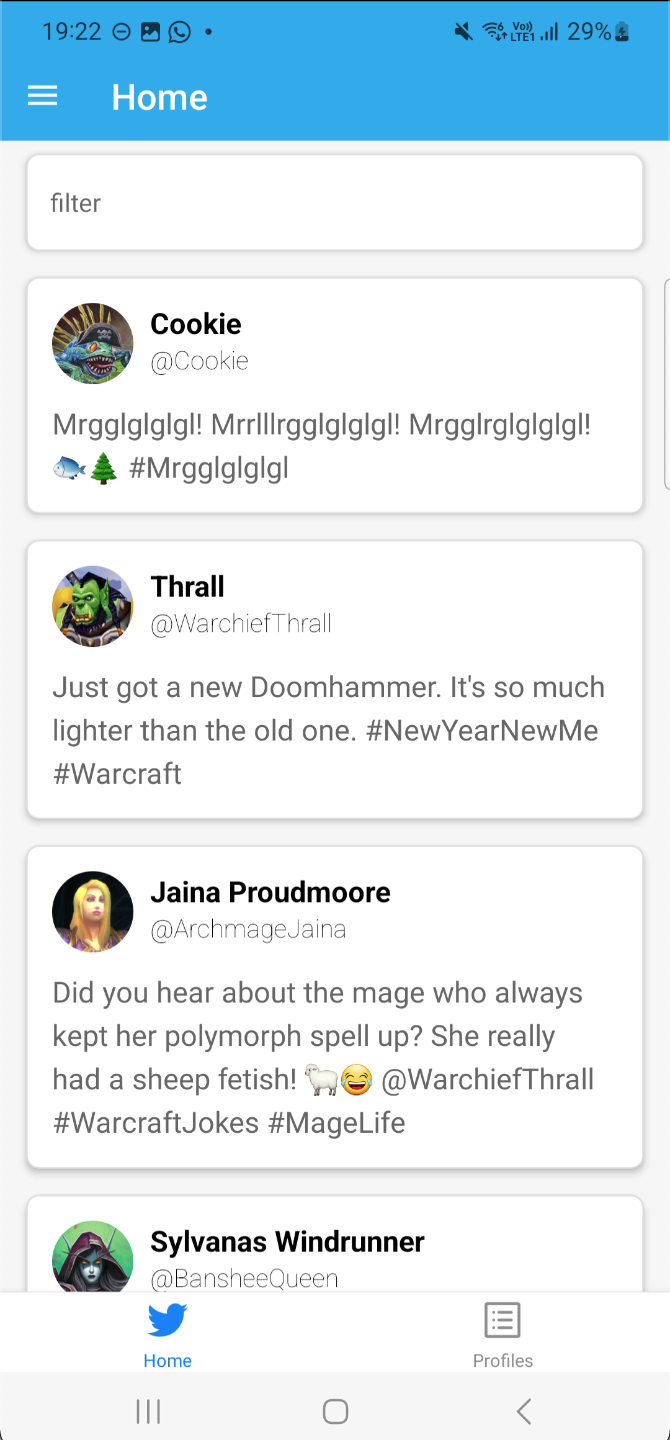 19:22
Vo))
LTE1
29%
Home
filter
Cookie
@Cookie
Mrgglglglgl! Mrrlllrgglglglgl! Mrgglrglglglgl!
🐟🌲 #Mrgglglglgl
Thrall
@WarchiefThrall
Just got a new Doomhammer. It's so much
lighter than the old one. #NewYearNewMe
#Warcraft
Jaina Proudmoore
@ArchmageJaina
Did you hear about the mage who always
kept her polymorph spell up? She really
had a sheep fetish! 🐑😂 @WarchiefThrall
#WarcraftJokes #MageLife
Sylvanas Windrunner
@BansheeQueen
Home
Profiles